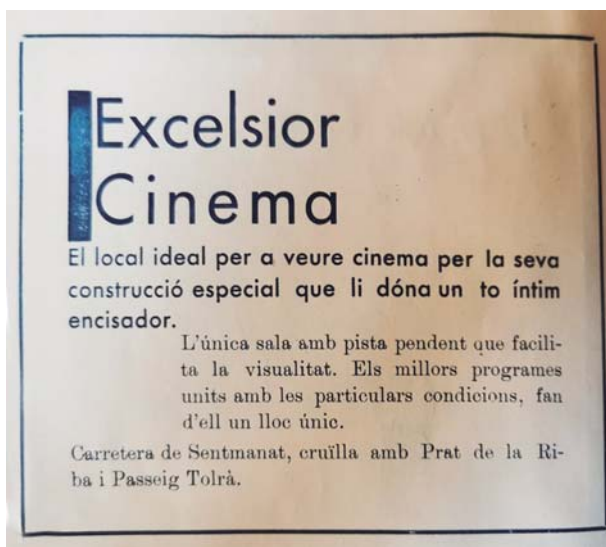 Excelsior
Cinema
El local ideal per a veure cinema per la seva
construcció especial que li dóna un to íntim
encisador.
L'única sala amb pista pendent que facili-
ta la visualitat. Els millors programes
units amb les particulars condicions, fan
d'ell un lloc únic.
Carretera de Sentmanat, cruïlla amb Prat de la Ri-
ba i Passeig Tolrà.